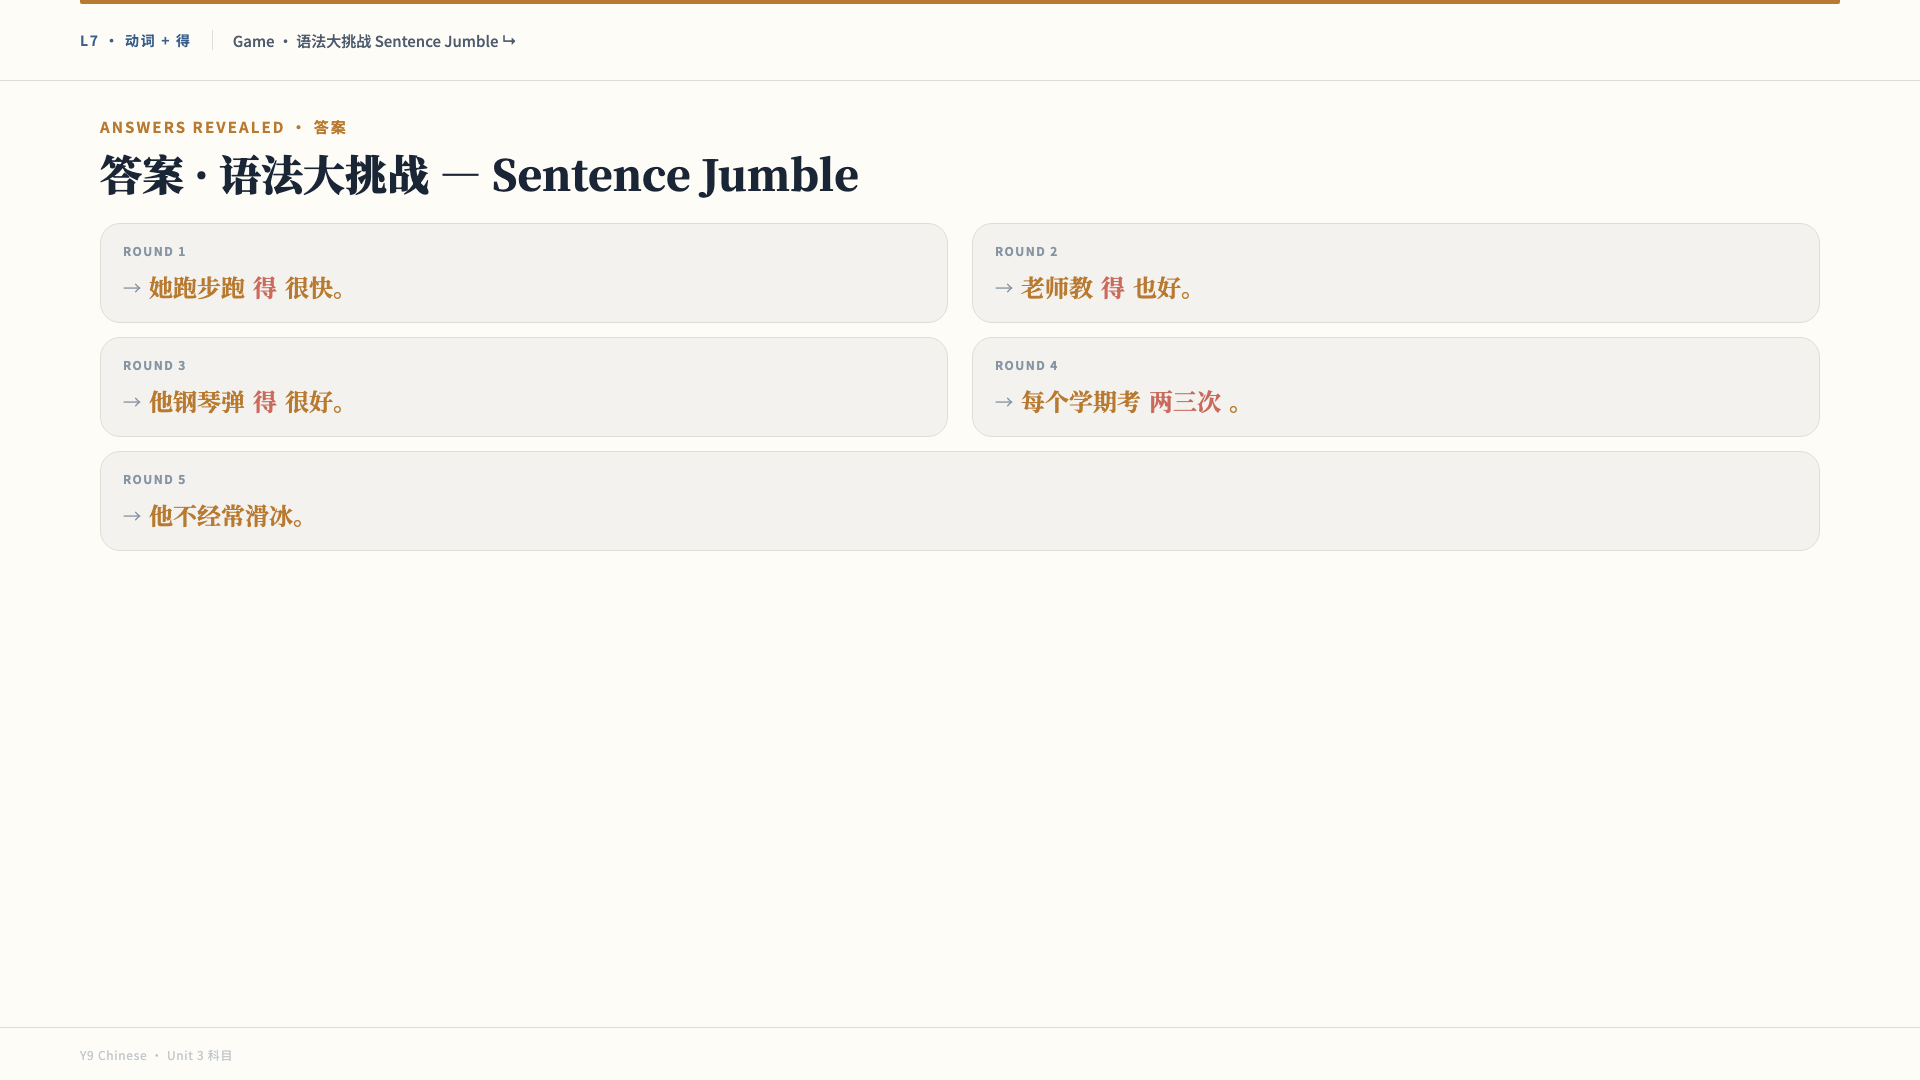 L7 • 动词 + 得
Game • 语法大挑战 Sentence Jumble ↪
ANSWERS REVEALED • 答案
答案 · 语法大挑战 — Sentence Jumble
ROUND 1
→ 她跑步跑 得 很快。
ROUND 2
→ 老师教 得 也好。
ROUND 3
→ 他钢琴弹 得 很好。
ROUND 4
→ 每个学期考 两三次 。
ROUND 5
→ 他不经常滑冰。
Y9 Chinese • Unit 3 科目